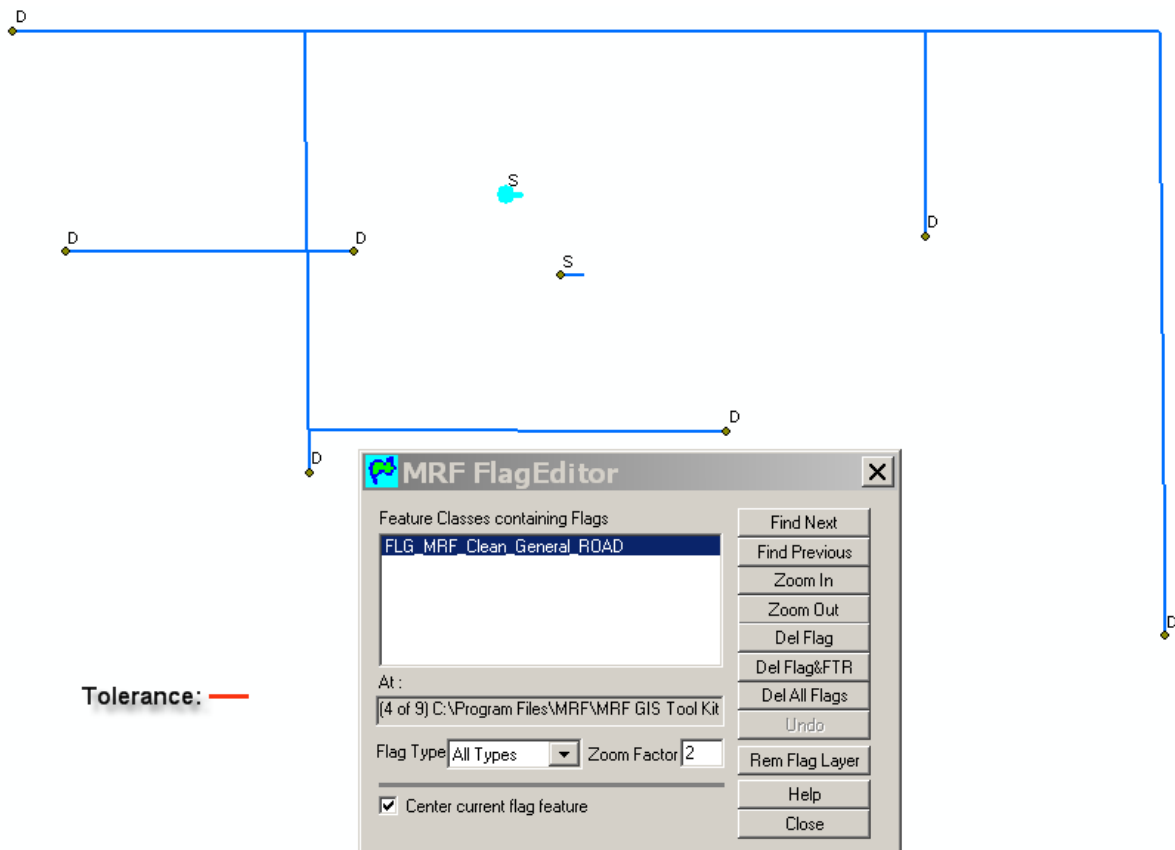 D
S
D
D
D
S
D
D
D
MRF FlagEditor
Feature Classes containing Flags
FLG_MRF_Clean_General_ROAD
Find Next
Find Previous
Zoom In
Zoom Out
Del Flag
Del Flag&FTR
Del All Flags
Undo
Rem Flag Layer
Help
Close
D
Tolerance:
At :
(4 of 9) C:\Program Files\MRF\MRF GIS Tool Kit
Flag Type All Types Zoom Factor 2
Center current flag feature